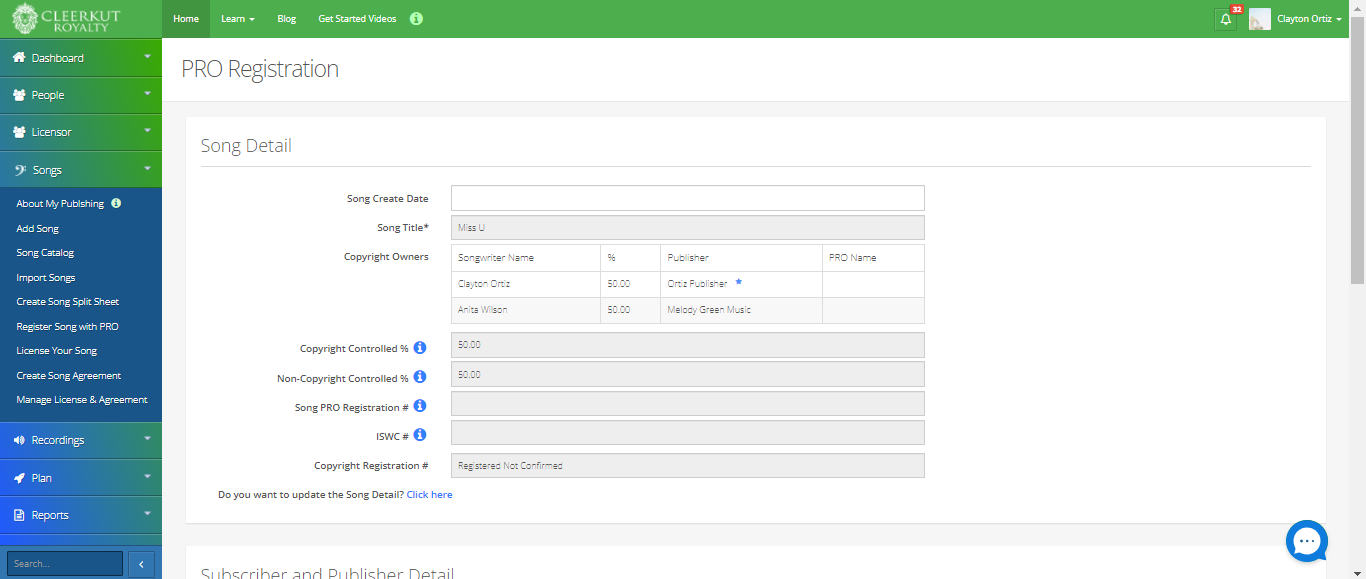 CLEERKUT
ROYALTY
Home Learn Blog Get Started Videos 32 Clayton Ortiz
Dashboard
People
Licensor
Songs
About My Publshing
Add Song
Song Catalog
Import Songs
Create Song Split Sheet
Register Song with PRO
License Your Song
Create Song Agreement
Manage License & Agreement
Recordings
Plan
Reports
Search...
PRO Registration
Song Detail
Song Create Date
Song Title* Miss U
Copyright Owners Songwriter Name % Publisher PRO Name
Clayton Ortiz 50.00 Ortiz Publisher
Anita Wilson 50.00 Melody Green Music
Copyright Controlled % 50.00
Non-Copyright Controlled % 50.00
Song PRO Registration #
ISWC #
Copyright Registration # Registered Not Confirmed
Do you want to update the Song Detail? Click here
Subscriber and Publisher Detail